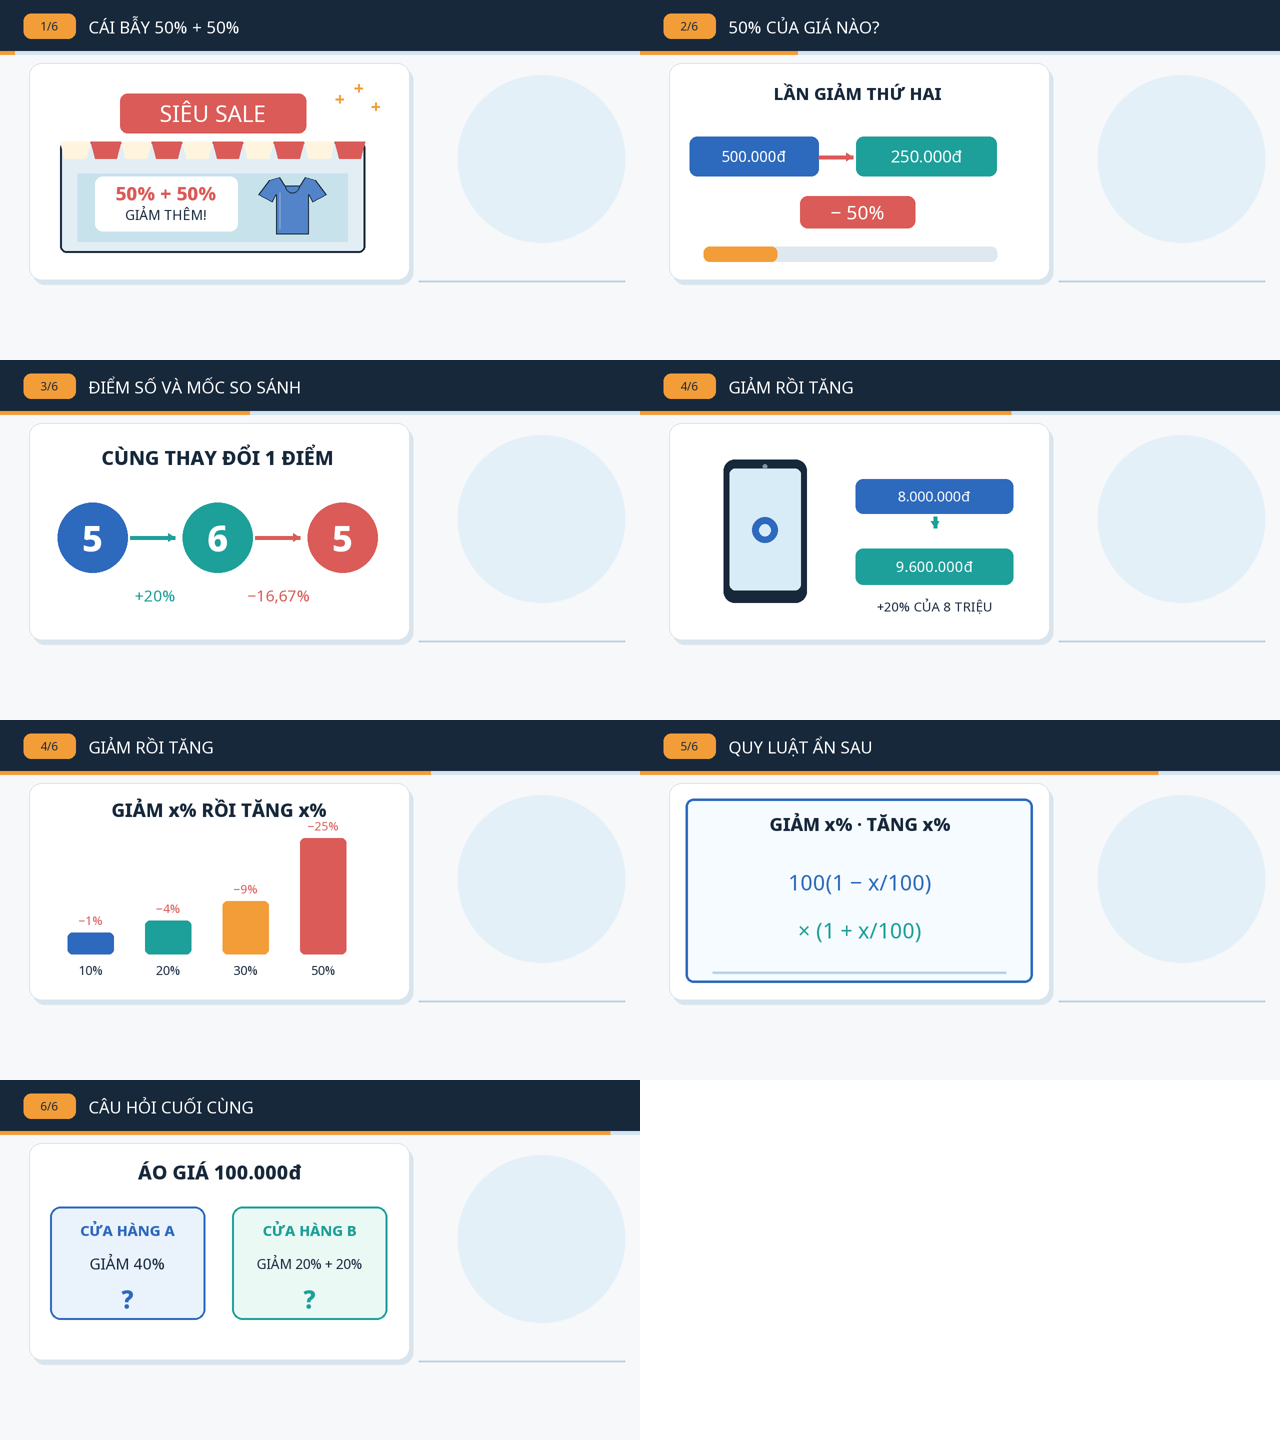 1/6 CÁI BẪY 50% + 50%
SIÊU SALE
50% + 50%
GIẢM THÊM!
2/6 50% CỦA GIÁ NÀO?
LẦN GIẢM THỨ HAI
500.000đ 250.000đ
− 50%
3/6 ĐIỂM SỐ VÀ MỐC SO SÁNH
CÙNG THAY ĐỔI 1 ĐIỂM
5 6 5
+20% −16,67%
4/6 GIẢM RỒI TĂNG
8.000.000đ
9.600.000đ
+20% CỦA 8 TRIỆU
4/6 GIẢM RỒI TĂNG
GIẢM x% RỒI TĂNG x%
−25%
−9%
−4%
−1%
10% 20% 30% 50%
5/6 QUY LUẬT ẨN SAU
GIẢM x% · TĂNG x%
100(1 − x/100)
× (1 + x/100)
6/6 CÂU HỎI CUỐI CÙNG
ÁO GIÁ 100.000đ
CỬA HÀNG A
GIẢM 40%
?
CỬA HÀNG B
GIẢM 20% + 20%
?